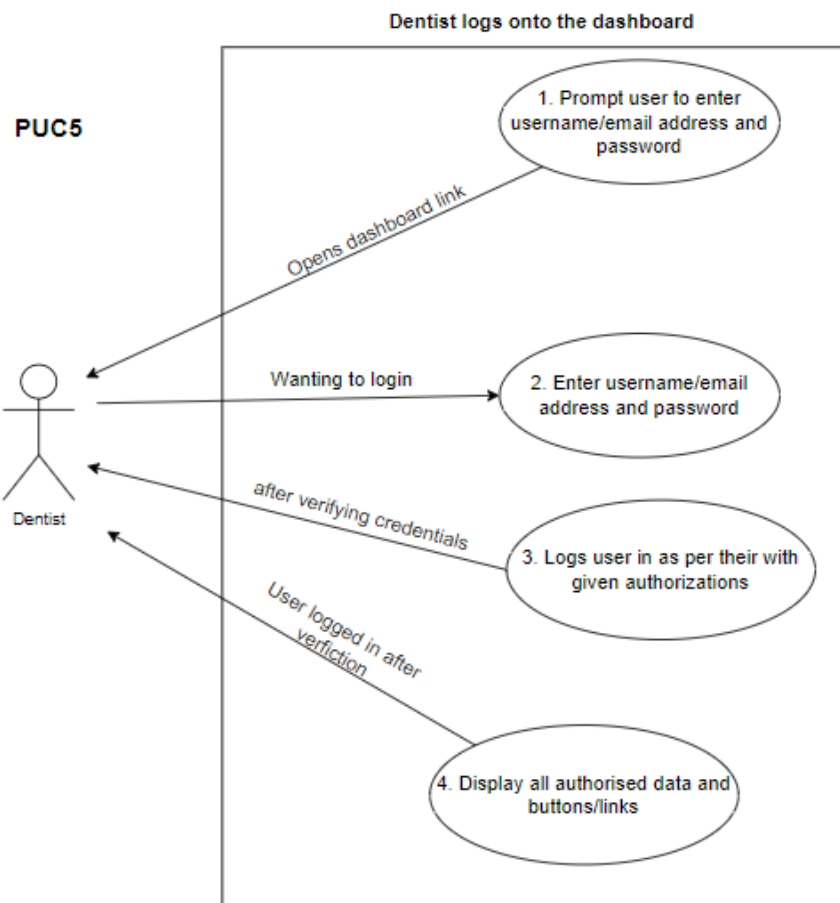 Dentist logs onto the dashboard
PUC5
1. Prompt user to enter
username/email address and
password
Opens dashboard link
Wanting to login
2. Enter username/email
address and password
Dentist
after verifying credentials
3. Logs user in as per their with
given authorizations
User logged in after
verfiction
4. Display all authorised data and
buttons/links